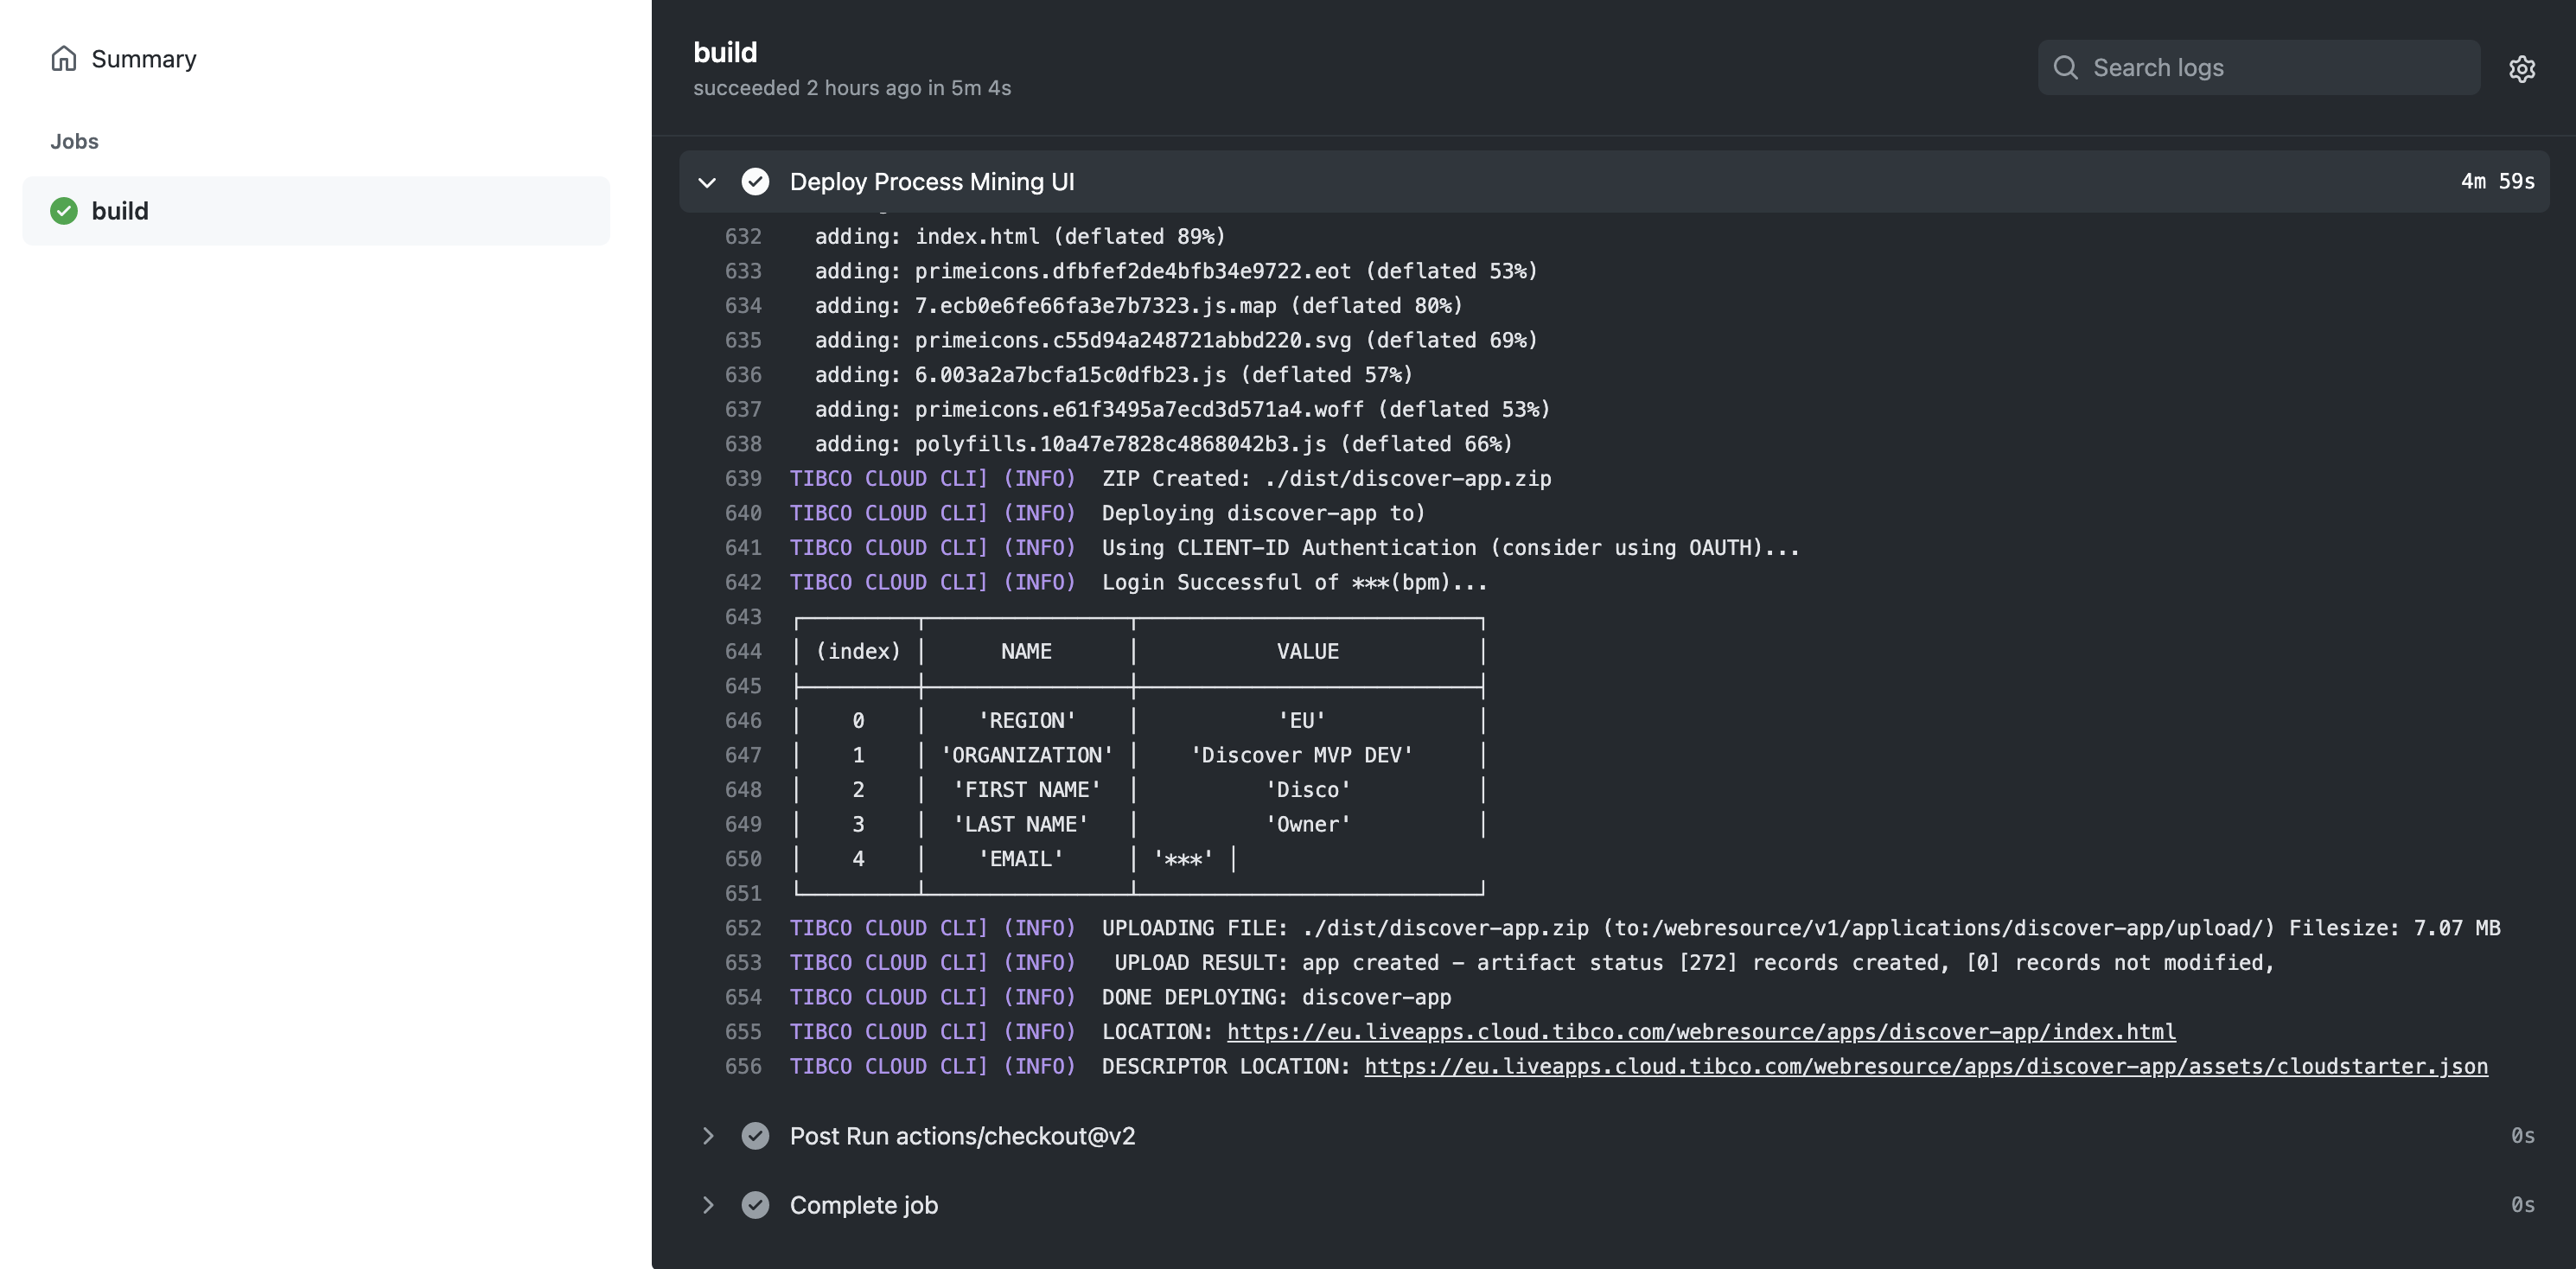 Summary
Jobs
build
build
succeeded 2 hours ago in 5m 4s
Search logs
Deploy Process Mining UI 4m 59s
632 adding: index.html (deflated 89%)
633 adding: primeicons.dfbfef2de4bfb34e9722.eot (deflated 53%)
634 adding: 7.ecb0e6fe66fa3e7b7323.js.map (deflated 80%)
635 adding: primeicons.c55d94a248721abbd220.svg (deflated 69%)
636 adding: 6.003a2a7bcfa15c0dfb23.js (deflated 57%)
637 adding: primeicons.e61f3495a7ecd3d571a4.woff (deflated 53%)
638 adding: polyfills.10a47e7828c4868042b3.js (deflated 66%)
639 TIBCO CLOUD CLI] (INFO) ZIP Created: ./dist/discover-app.zip
640 TIBCO CLOUD CLI] (INFO) Deploying discover-app to)
641 TIBCO CLOUD CLI] (INFO) Using CLIENT-ID Authentication (consider using OAUTH)...
642 TIBCO CLOUD CLI] (INFO) Login Successful of ***(bpm)...
643
644 (index) NAME VALUE
645
646 0 'REGION' 'EU'
647 1 'ORGANIZATION' 'Discover MVP DEV'
648 2 'FIRST NAME' 'Disco'
649 3 'LAST NAME' 'Owner'
650 4 'EMAIL' '***'
651
652 TIBCO CLOUD CLI] (INFO) UPLOADING FILE: ./dist/discover-app.zip (to:/webresource/v1/applications/discover-app/upload/) Filesize: 7.07 MB
653 TIBCO CLOUD CLI] (INFO) UPLOAD RESULT: app created - artifact status [272] records created, [0] records not modified,
654 TIBCO CLOUD CLI] (INFO) DONE DEPLOYING: discover-app
655 TIBCO CLOUD CLI] (INFO) LOCATION: https://eu.liveapps.cloud.tibco.com/webresource/apps/discover-app/index.html
656 TIBCO CLOUD CLI] (INFO) DESCRIPTOR LOCATION: https://eu.liveapps.cloud.tibco.com/webresource/apps/discover-app/assets/cloudstarter.json
Post Run actions/checkout@v2 0s
Complete job 0s